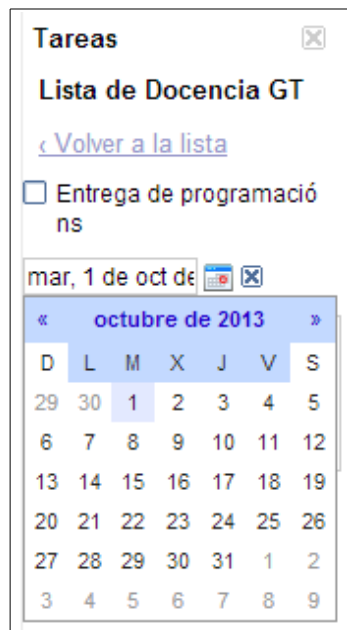 Tareas
Lista de Docencia GT
‹ Volver a la lista
Entrega de programació
ns
mar, 1 de oct de
« octubre de 2013 »
D L M X J V S
29 30 1 2 3 4 5
6 7 8 9 10 11 12
13 14 15 16 17 18 19
20 21 22 23 24 25 26
27 28 29 30 31 1 2
3 4 5 6 7 8 9